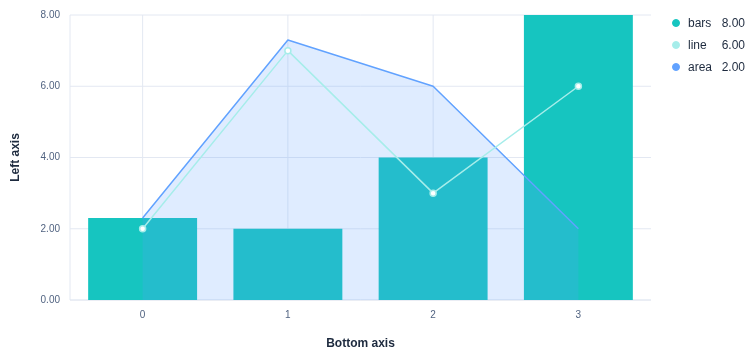 8.00
6.00
4.00
2.00
0.00
Left axis
0 1 2 3
Bottom axis
bars 8.00
line 6.00
area 2.00